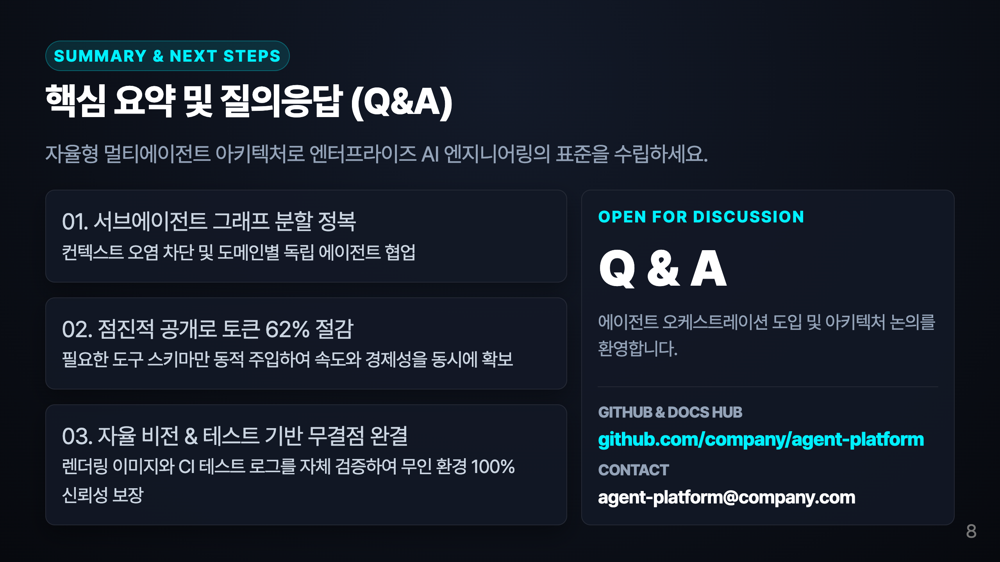 SUMMARY & NEXT STEPS
핵심 요약 및 질의응답 (Q&A)
자율형 멀티에이전트 아키텍처로 엔터프라이즈 AI 엔지니어링의 표준을 수립하세요.
01. 서브에이전트 그래프 분할 정복
컨텍스트 오염 차단 및 도메인별 독립 에이전트 협업
02. 점진적 공개로 토큰 62% 절감
필요한 도구 스키마만 동적 주입하여 속도와 경제성을 동시에 확보
03. 자율 비전 & 테스트 기반 무결점 완결
렌더링 이미지와 CI 테스트 로그를 자체 검증하여 무인 환경 100%
신뢰성 보장
OPEN FOR DISCUSSION
Q & A
에이전트 오케스트레이션 도입 및 아키텍처 논의를
환영합니다.
GITHUB & DOCS HUB
github.com/company/agent-platform
CONTACT
agent-platform@company.com
8